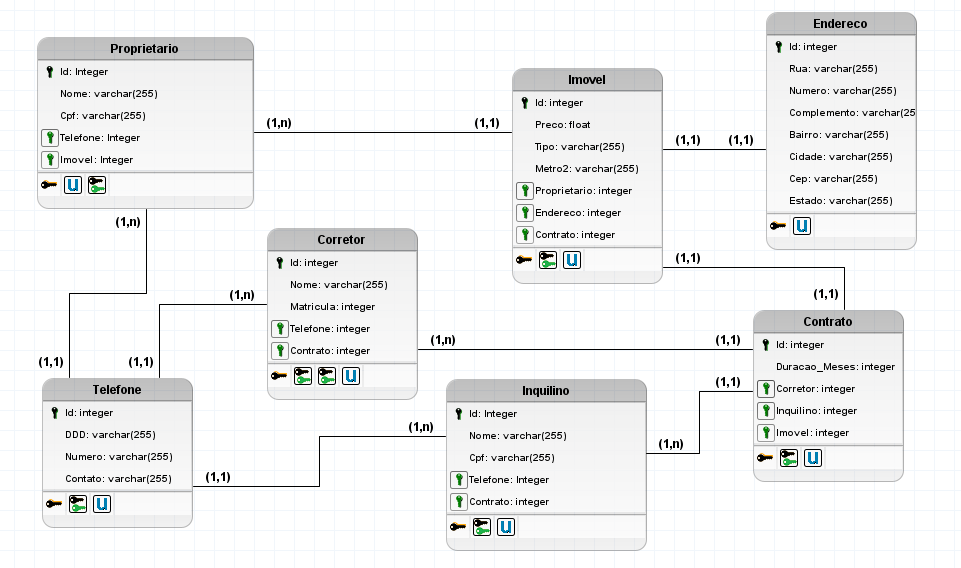 Proprietario
Id: Integer
Nome: varchar(255)
Cpf: varchar(255)
Telefone: Integer
Imovel: Integer
(1,n)
(1,1)
(1,n)
Imovel
Id: integer
Preco: float
Tipo: varchar(255)
Metro2: varchar(255)
Proprietario: integer
Endereco: integer
Contrato: integer
(1,1)
(1,1)
Endereco
Id: integer
Rua: varchar(255)
Numero: varchar(255)
Complemento: varchar(25
Bairro: varchar(255)
Cidade: varchar(255)
Cep: varchar(255)
Estado: varchar(255)
(1,1)
(1,1)
Corretor
Id: integer
Nome: varchar(255)
Matricula: integer
Telefone: integer
Contrato: integer
(1,n)
(1,n)
(1,1)
Contrato
Id: integer
Duracao_Meses: integer
Corretor: integer
Inquilino: integer
Imovel: integer
(1,1)
(1,n)
(1,1)
(1,1)
Telefone
Id: integer
DDD: varchar(255)
Numero: varchar(255)
Contato: varchar(255)
(1,1)
(1,n)
Inquilino
Id: Integer
Nome: varchar(255)
Cpf: varchar(255)
Telefone: Integer
Contrato: integer